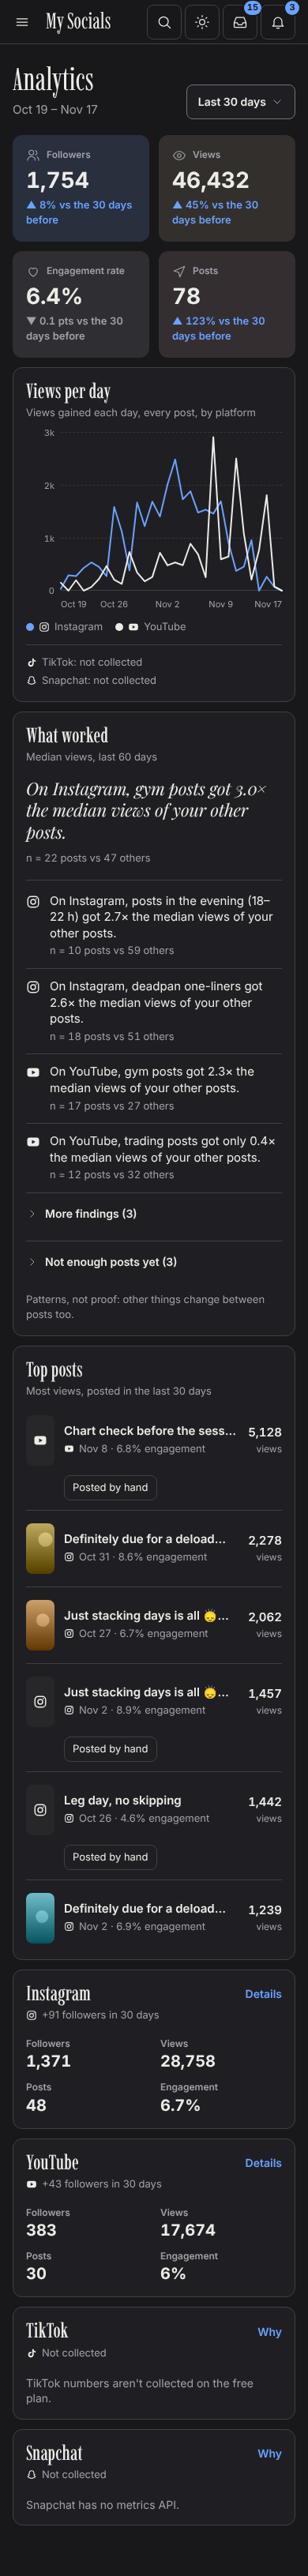 My Socials
15
3
Analytics
Oct 19 – Nov 17
Last 30 days
Followers
1,754
▲ 8% vs the 30 days
before
Views
46,432
▲ 45% vs the 30
days before
Engagement rate
6.4%
▼ 0.1 pts vs the 30
days before
Posts
78
▲ 123% vs the 30
days before
Views per day
Views gained each day, every post, by platform
3k
2k
1k
0
Oct 19 Oct 26 Nov 2 Nov 9 Nov 17
Instagram YouTube
TikTok: not collected
Snapchat: not collected
What worked
Median views, last 60 days
On Instagram, gym posts got 3.0×
the median views of your other
posts.
n = 22 posts vs 47 others
On Instagram, posts in the evening (18–
22 h) got 2.7× the median views of your
other posts.
n = 10 posts vs 59 others
On Instagram, deadpan one-liners got
2.6× the median views of your other
posts.
n = 18 posts vs 51 others
On YouTube, gym posts got 2.3× the
median views of your other posts.
n = 17 posts vs 27 others
On YouTube, trading posts got only 0.4×
the median views of your other posts.
n = 12 posts vs 32 others
More findings (3)
Not enough posts yet (3)
Patterns, not proof: other things change between
posts too.
Top posts
Most views, posted in the last 30 days
Chart check before the sess... 5,128
Nov 8 · 6.8% engagement views
Posted by hand
Definitely due for a deload... 2,278
Oct 31 · 8.6% engagement views
Just stacking days is all ... 2,062
Oct 27 · 6.7% engagement views
Just stacking days is all ... 1,457
Nov 2 · 8.9% engagement views
Posted by hand
Leg day, no skipping 1,442
Oct 26 · 4.6% engagement views
Posted by hand
Definitely due for a deload... 1,239
Nov 2 · 6.9% engagement views
Instagram Details
+91 followers in 30 days
Followers Views
1,371 28,758
Posts Engagement
48 6.7%
YouTube Details
+43 followers in 30 days
Followers Views
383 17,674
Posts Engagement
30 6%
TikTok Why
Not collected
TikTok numbers aren't collected on the free
plan.
Snapchat Why
Not collected
Snapchat has no metrics API.